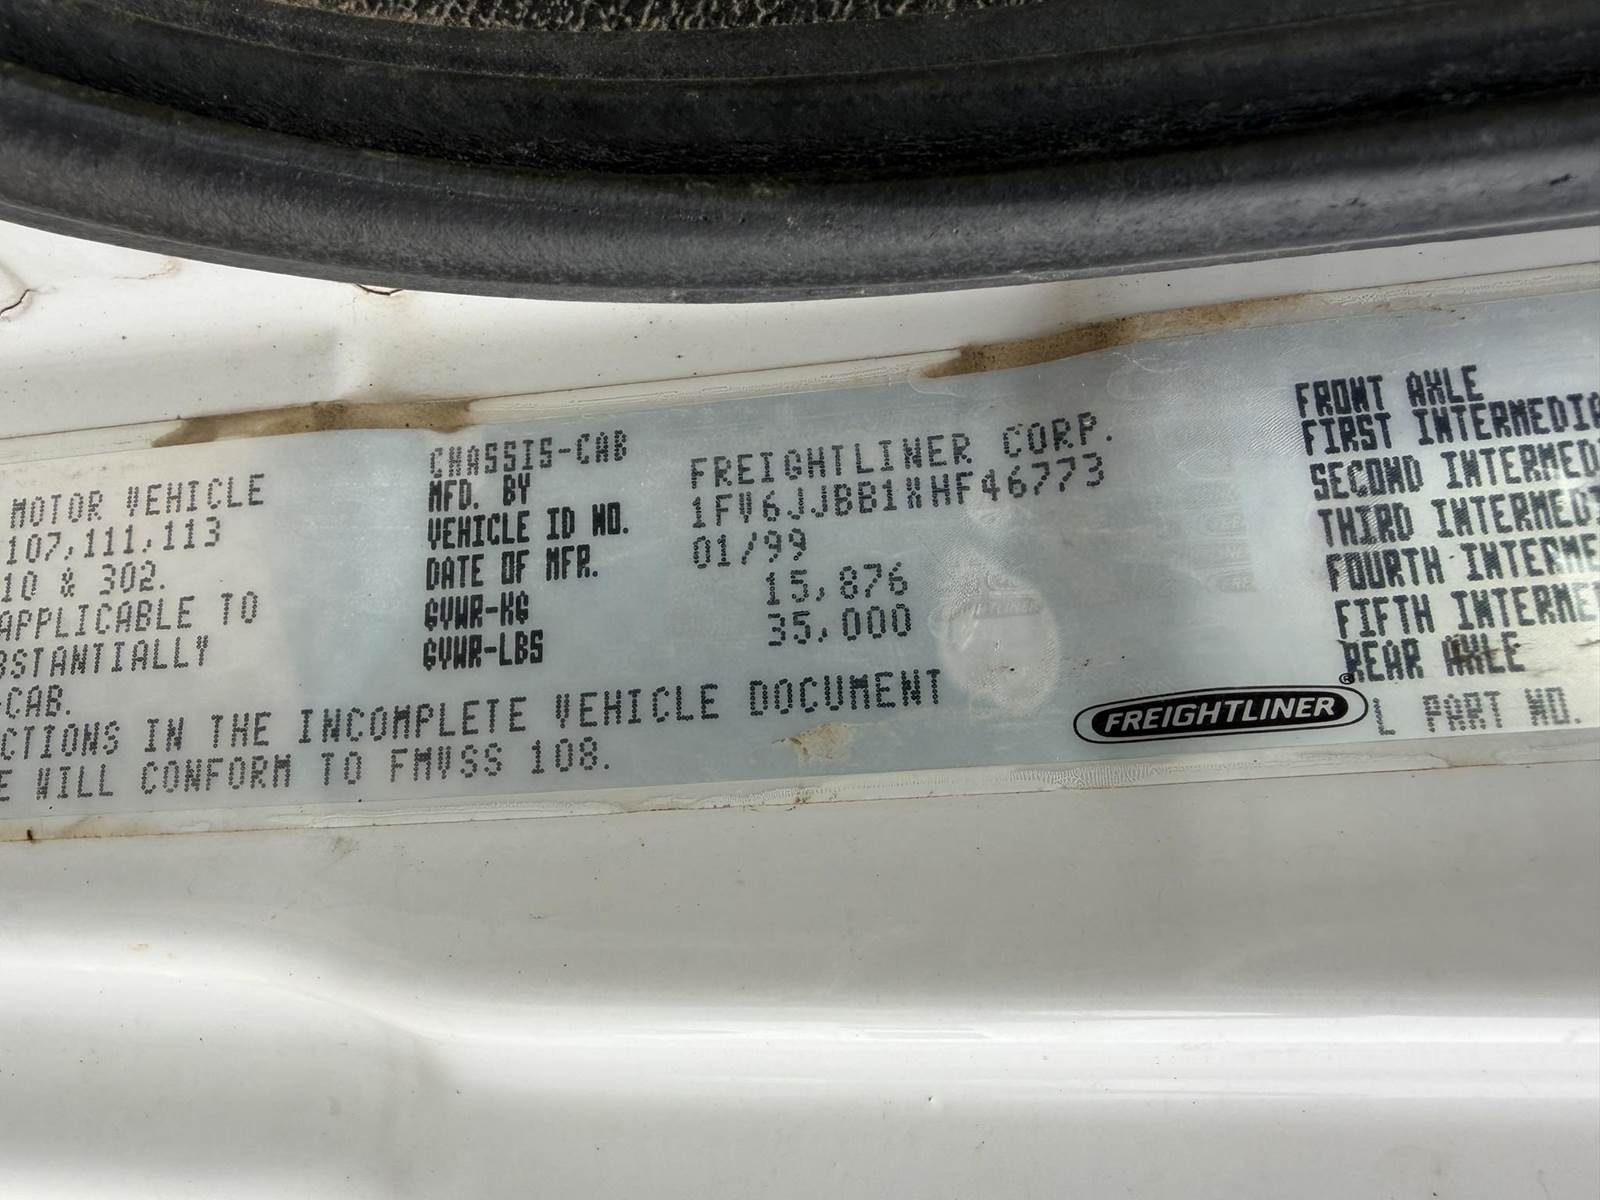 MOTOR VEHICLE
107,111,113
10 & 302.
APPLICABLE TO
BSTANTIALLY
-CAB.
CTIONS IN THE INCOMPLETE VEHICLE DOCUMENT
E WILL CONFORM TO FMVSS 108.
CHASSIS-CAB
MFD. BY FREIGHTLINER CORP.
VEHICLE ID NO. 1FV6JJBB1XHF46773
DATE OF MFR. 01/99
GVWR-KG 15,876
GVWR-LBS 35,000
FRONT AXLE
FIRST INTERMEDIA
SECOND INTERMED
THIRD INTERMEDI
FOURTH INTERME
FIFTH INTERME
REAR AXLE
FREIGHTLINER®
L PART NO.